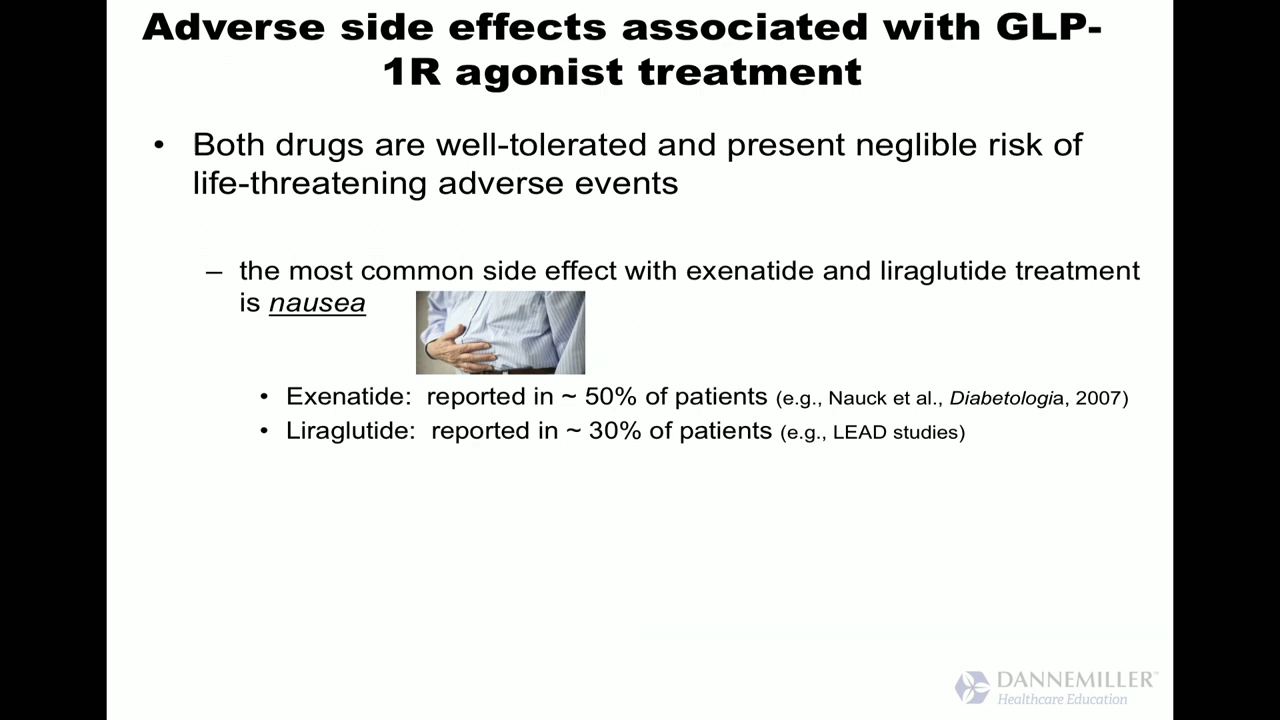 Adverse side effects associated with GLP-
1R agonist treatment
• Both drugs are well-tolerated and present neglible risk of
life-threatening adverse events
– the most common side effect with exenatide and liraglutide treatment
is nausea
• Exenatide: reported in ~ 50% of patients (e.g., Nauck et al., Diabetologia, 2007)
• Liraglutide: reported in ~ 30% of patients (e.g., LEAD studies)
DANNEMILLER™
Healthcare Education